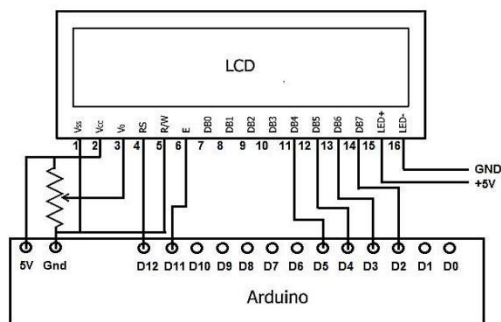 LCD
Vss Vcc V₀ RS R/W E DB0 DB1 DB2 DB3 DB4 DB5 DB6 DB7 LED+ LED-
1 2 3 4 5 6 7 8 9 10 11 12 13 14 15 16
GND
+5V
5V Gnd D12 D11 D10 D9 D8 D7 D6 D5 D4 D3 D2 D1 D0
Arduino